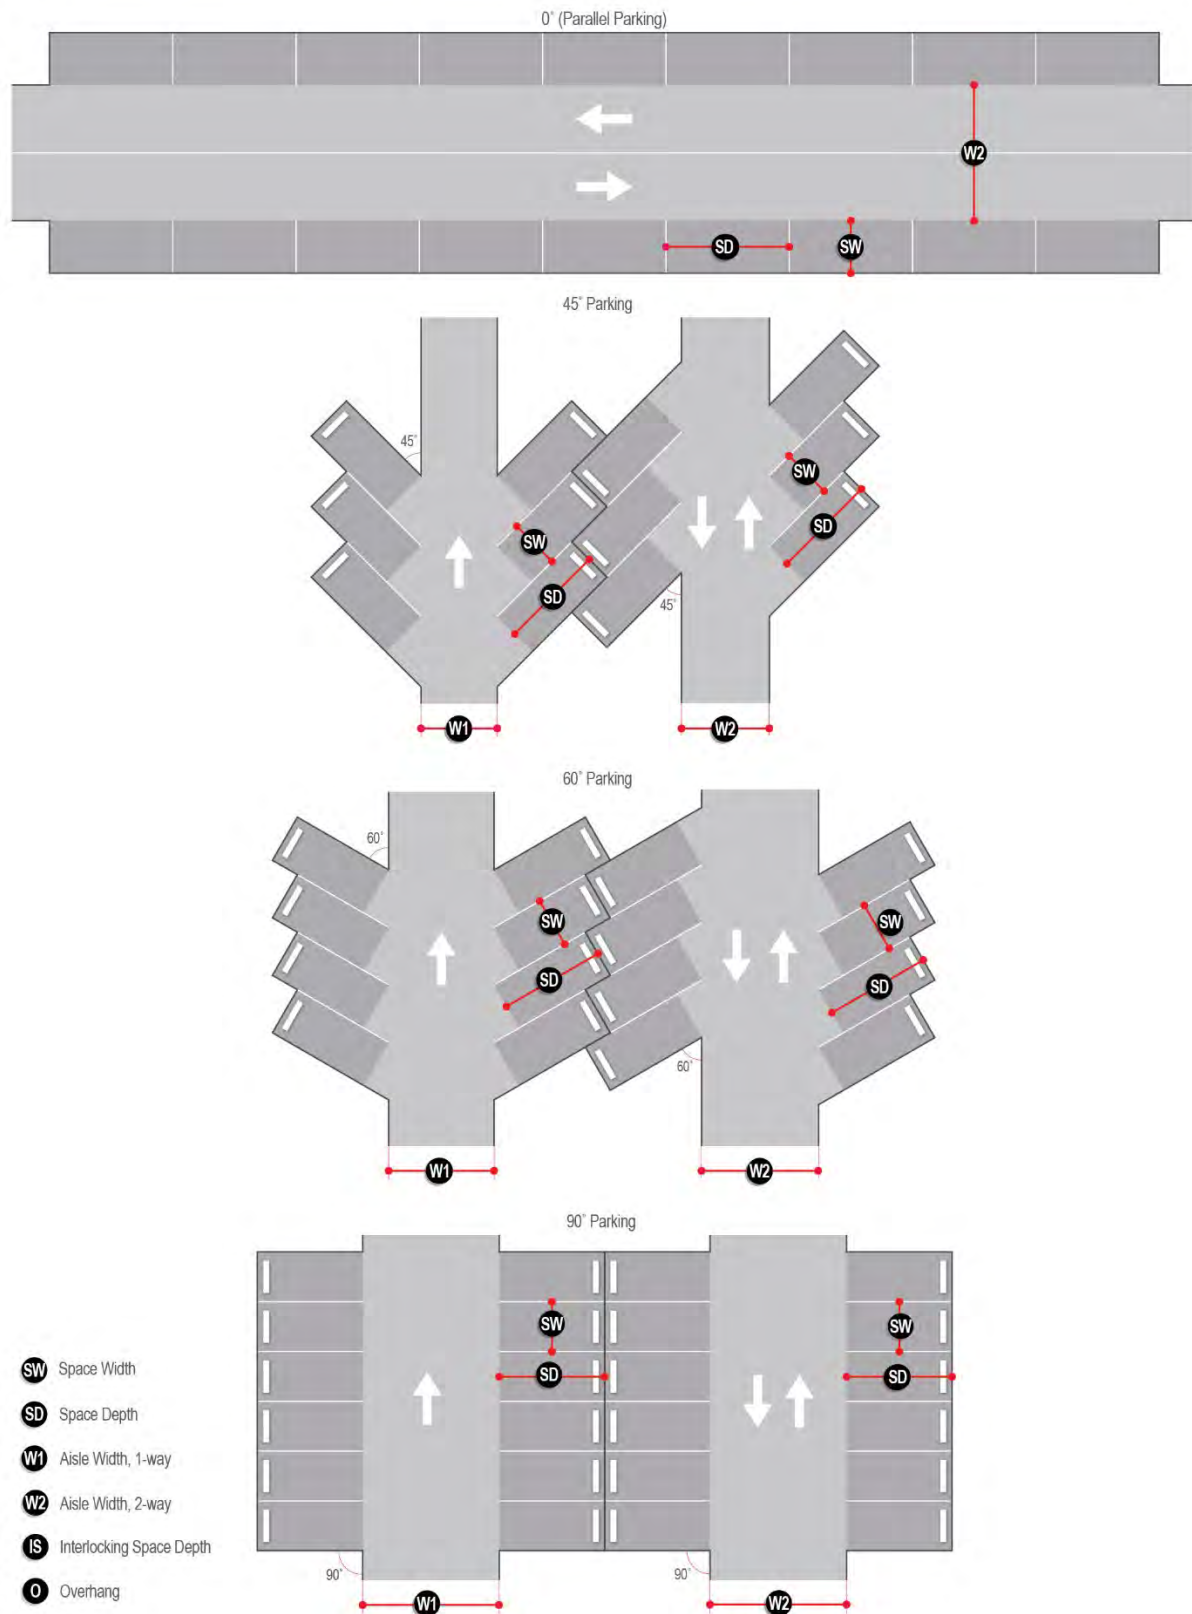 0˚ (Parallel Parking)
W2
SD
SW
45˚ Parking
45˚
SW
SW
SD
SD
45˚
W1
W2
60˚ Parking
60˚
SW
SW
SD
SD
60˚
W1
W2
90˚ Parking
SW
SW
SD
SD
SW Space Width
SD Space Depth
W1 Aisle Width, 1-way
W2 Aisle Width, 2-way
IS Interlocking Space Depth
O Overhang
90˚
90˚
W1
W2